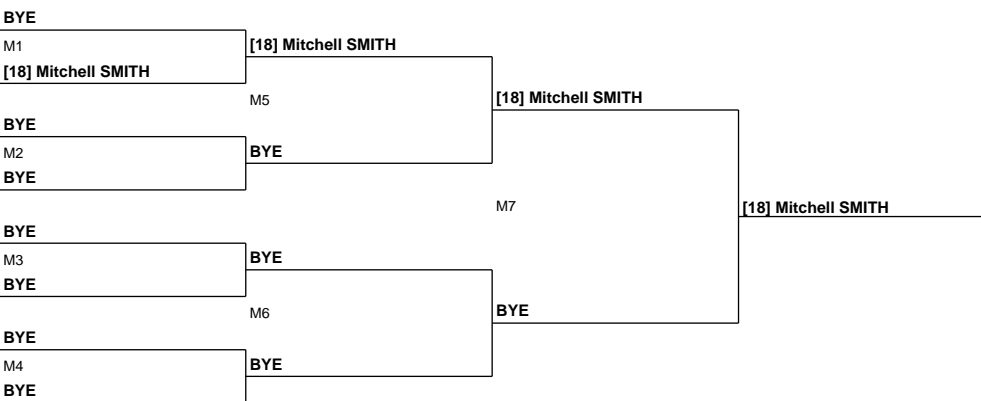 BYE
M1
[18] Mitchell SMITH
[18] Mitchell SMITH
M5
[18] Mitchell SMITH
BYE
M2
BYE
BYE
M7
[18] Mitchell SMITH
BYE
M3
BYE
BYE
M6
BYE
BYE
M4
BYE
BYE